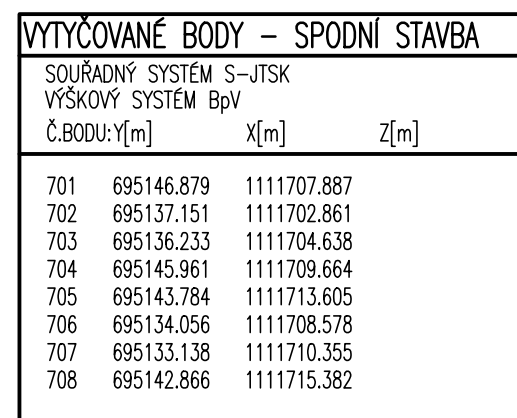 VYTYČOVANÉ BODY – SPODNÍ STAVBA
SOUŘADNÝ SYSTÉM S-JTSK
VÝŠKOVÝ SYSTÉM BpV
Č.BODU: Y[m] X[m] Z[m]
701 695146.879 1111707.887
702 695137.151 1111702.861
703 695136.233 1111704.638
704 695145.961 1111709.664
705 695143.784 1111713.605
706 695134.056 1111708.578
707 695133.138 1111710.355
708 695142.866 1111715.382